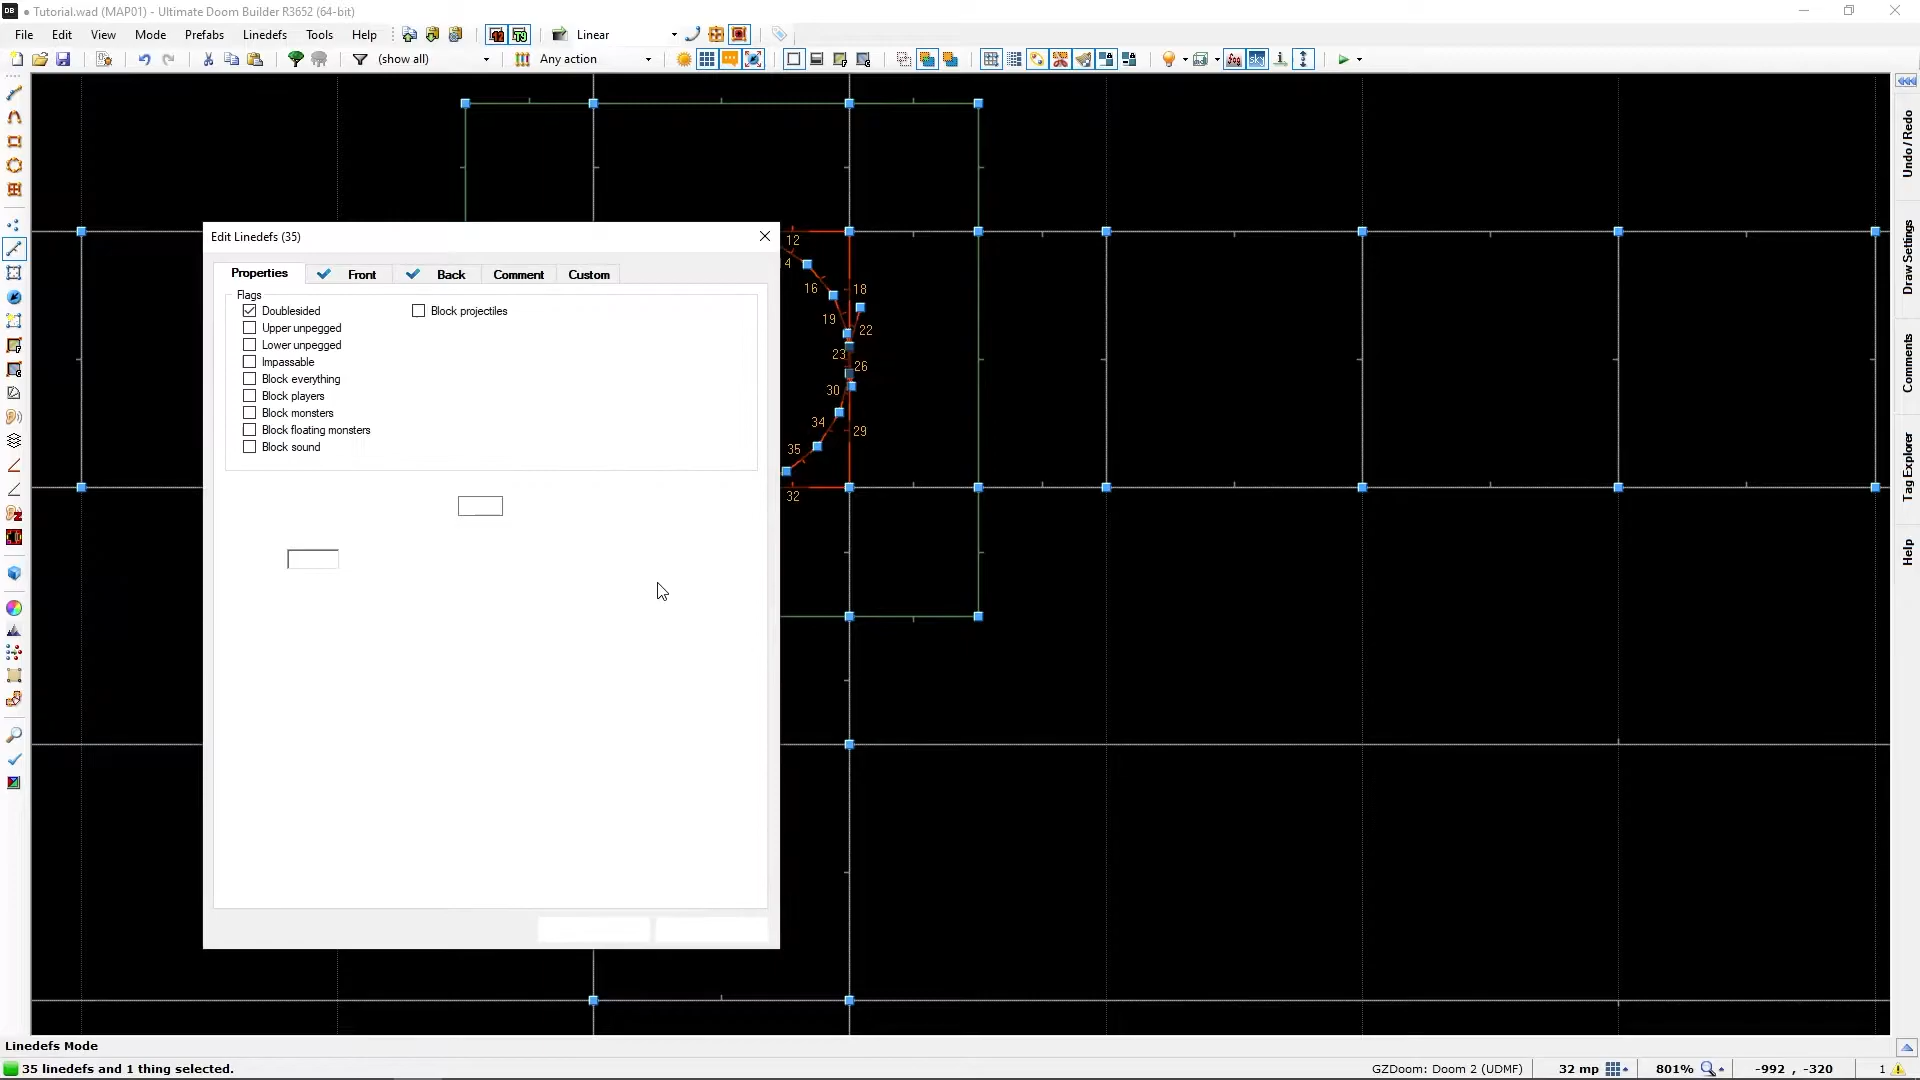 DB • Tutorial.wad (MAP01) - Ultimate Doom Builder R3652 (64-bit)
File Edit View Mode Prefabs Linedefs Tools Help Linear
(show all) Any action
Edit Linedefs (35)
Properties Front Back Comment Custom
Flags
Doublesided Block projectiles
Upper unpegged
Lower unpegged
Impassable
Block everything
Block players
Block monsters
Block floating monsters
Block sound
12
4
16 18
19 22
23
26
30
34 29
35
32
Undo / Redo
Draw Settings
Comments
Tag Explorer
Help
Linedefs Mode
35 linedefs and 1 thing selected. GZDoom: Doom 2 (UDMF) 32 mp 801% -992 , -320 1